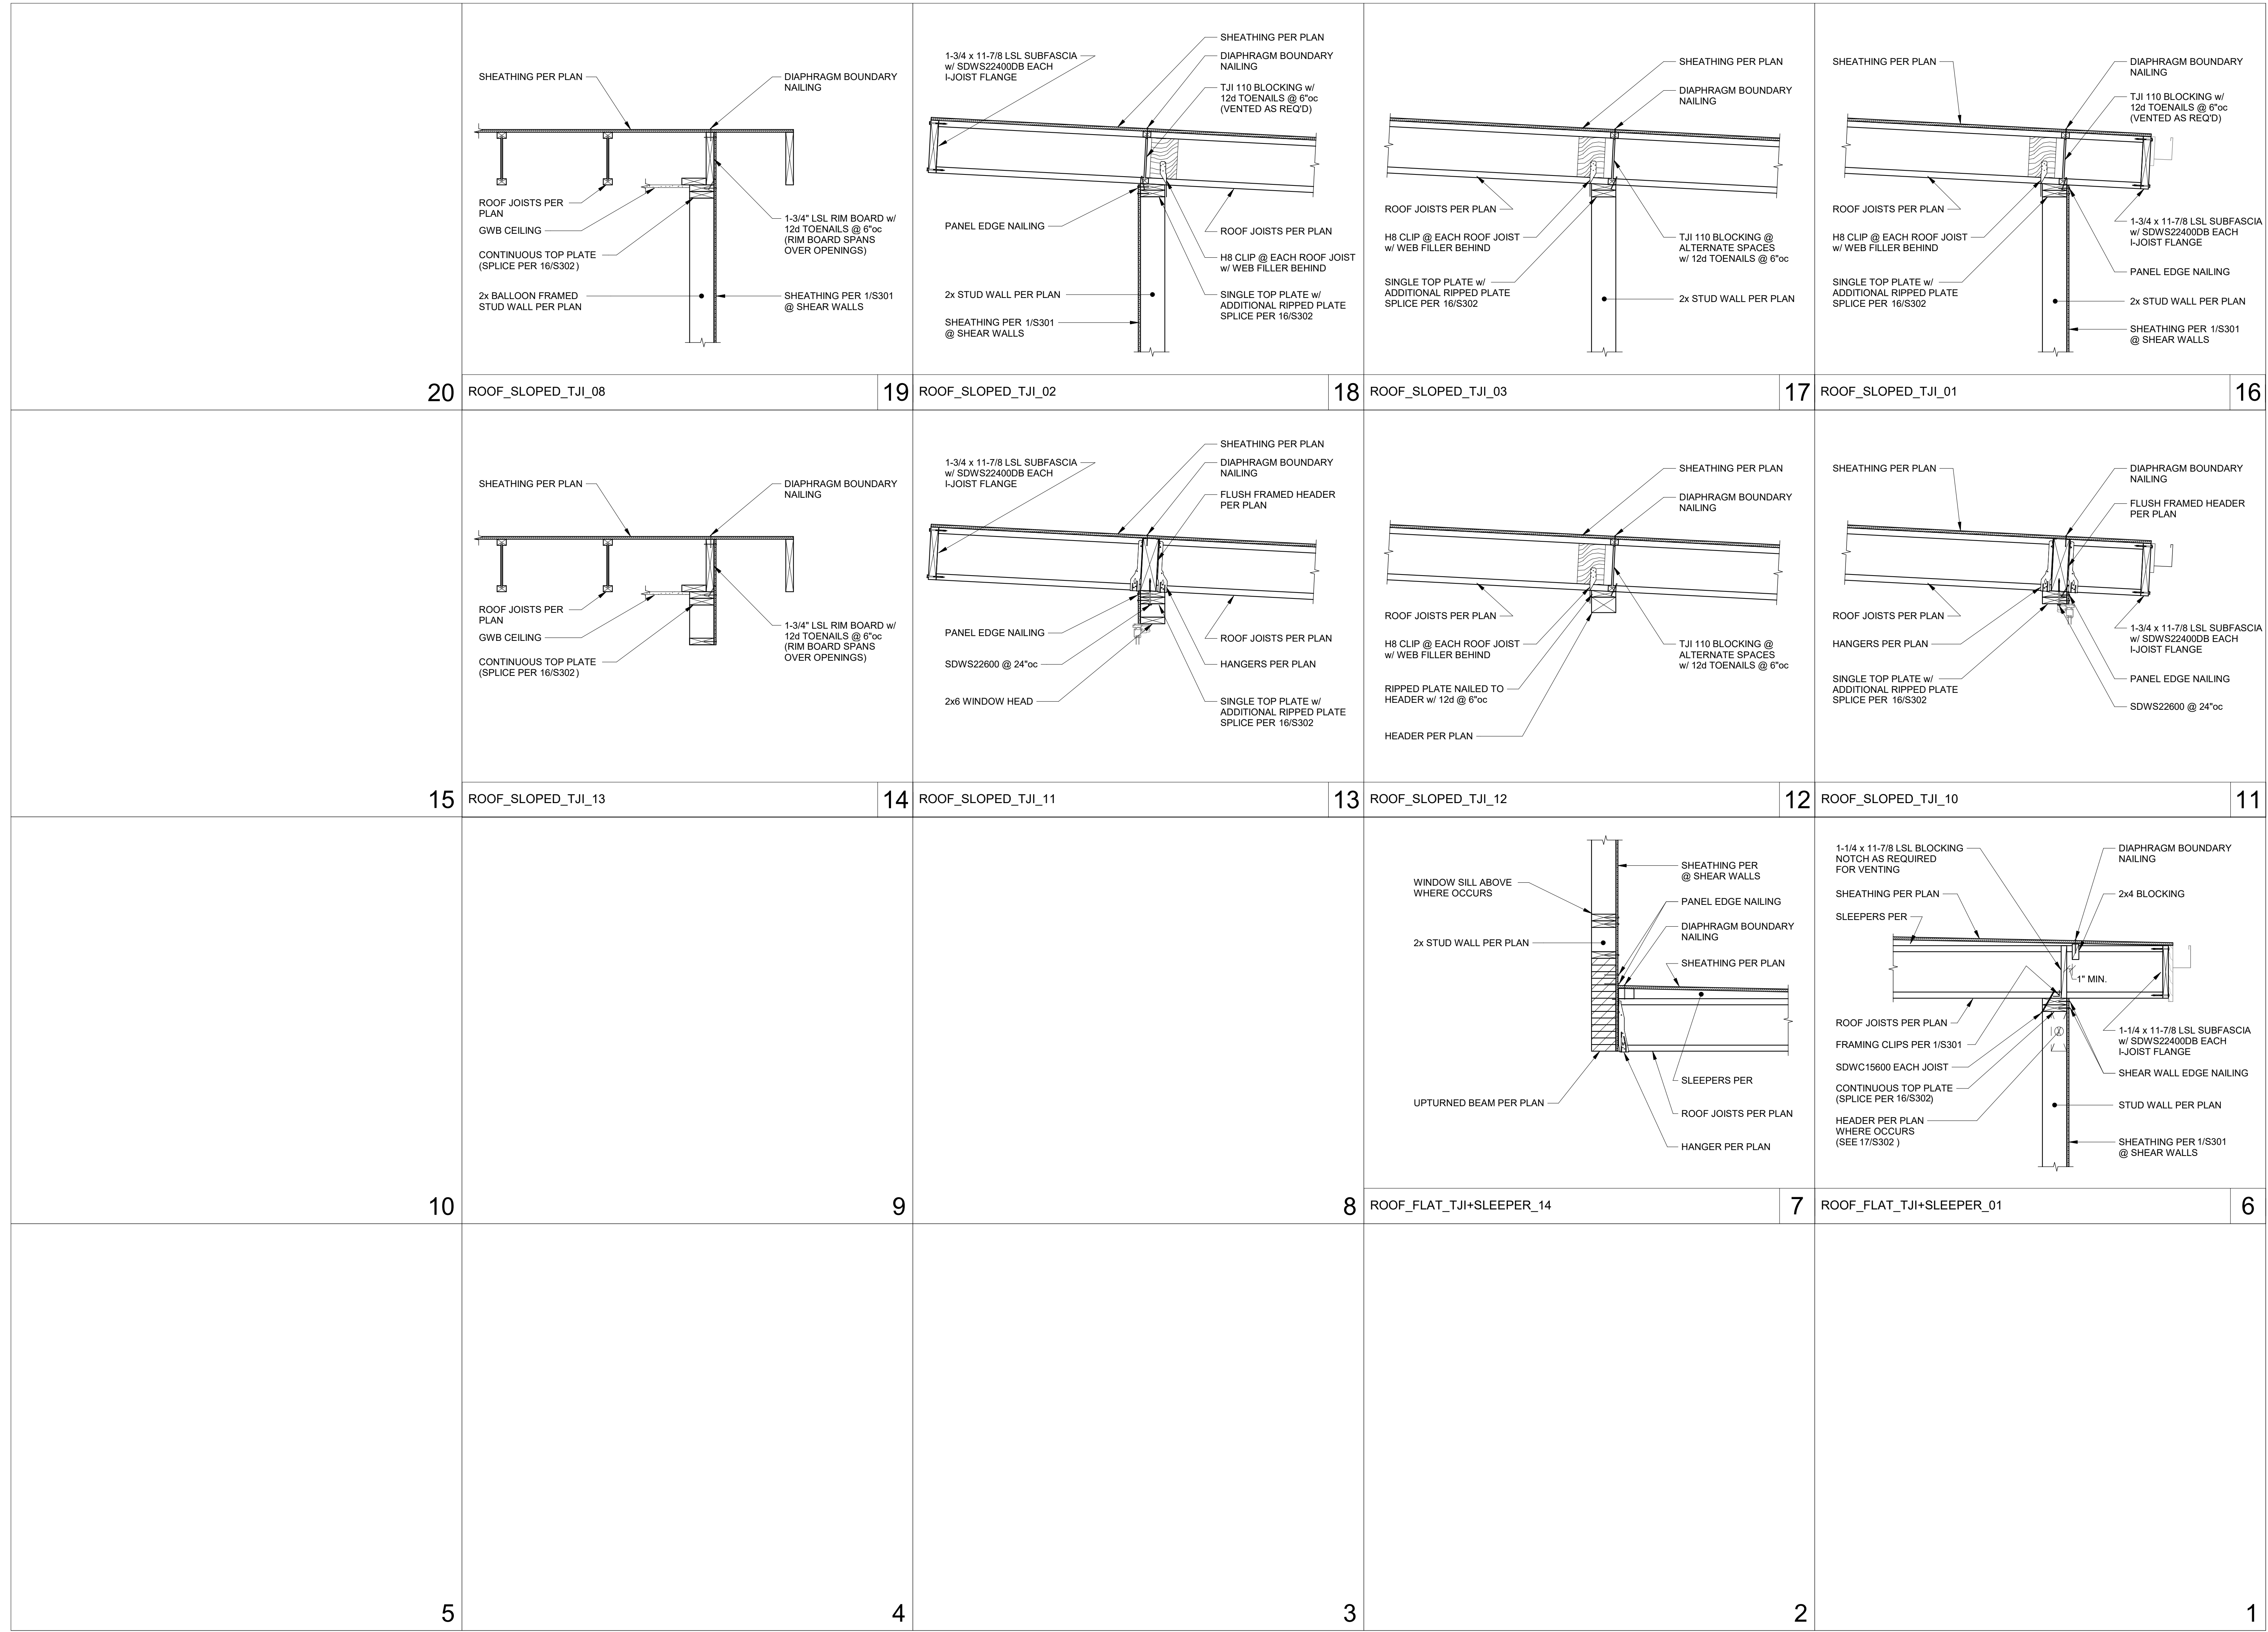 SHEATHING PER PLAN
DIAPHRAGM BOUNDARY
NAILING
ROOF JOISTS PER
PLAN
GWB CEILING
CONTINUOUS TOP PLATE
(SPLICE PER 16/S302)
2x BALLOON FRAMED
STUD WALL PER PLAN
1-3/4" LSL RIM BOARD w/
12d TOENAILS @ 6"oc
(RIM BOARD SPANS
OVER OPENINGS)
SHEATHING PER 1/S301
@ SHEAR WALLS
1-3/4 x 11-7/8 LSL SUBFASCIA
w/ SDWS22400DB EACH
I-JOIST FLANGE
SHEATHING PER PLAN
DIAPHRAGM BOUNDARY
NAILING
TJI 110 BLOCKING w/
12d TOENAILS @ 6"oc
(VENTED AS REQ'D)
PANEL EDGE NAILING
2x STUD WALL PER PLAN
SHEATHING PER 1/S301
@ SHEAR WALLS
ROOF JOISTS PER PLAN
H8 CLIP @ EACH ROOF JOIST
w/ WEB FILLER BEHIND
SINGLE TOP PLATE w/
ADDITIONAL RIPPED PLATE
SPLICE PER 16/S302
SHEATHING PER PLAN
DIAPHRAGM BOUNDARY
NAILING
ROOF JOISTS PER PLAN
H8 CLIP @ EACH ROOF JOIST
w/ WEB FILLER BEHIND
SINGLE TOP PLATE w/
ADDITIONAL RIPPED PLATE
SPLICE PER 16/S302
TJI 110 BLOCKING @
ALTERNATE SPACES
w/ 12d TOENAILS @ 6"oc
2x STUD WALL PER PLAN
SHEATHING PER PLAN
DIAPHRAGM BOUNDARY
NAILING
TJI 110 BLOCKING w/
12d TOENAILS @ 6"oc
(VENTED AS REQ'D)
ROOF JOISTS PER PLAN
H8 CLIP @ EACH ROOF JOIST
w/ WEB FILLER BEHIND
SINGLE TOP PLATE w/
ADDITIONAL RIPPED PLATE
SPLICE PER 16/S302
1-3/4 x 11-7/8 LSL SUBFASCIA
w/ SDWS22400DB EACH
I-JOIST FLANGE
PANEL EDGE NAILING
2x STUD WALL PER PLAN
SHEATHING PER 1/S301
@ SHEAR WALLS
20
ROOF_SLOPED_TJI_08 19
ROOF_SLOPED_TJI_02 18
ROOF_SLOPED_TJI_03 17
ROOF_SLOPED_TJI_01 16
SHEATHING PER PLAN
DIAPHRAGM BOUNDARY
NAILING
ROOF JOISTS PER
PLAN
GWB CEILING
CONTINUOUS TOP PLATE
(SPLICE PER 16/S302)
1-3/4" LSL RIM BOARD w/
12d TOENAILS @ 6"oc
(RIM BOARD SPANS
OVER OPENINGS)
1-3/4 x 11-7/8 LSL SUBFASCIA
w/ SDWS22400DB EACH
I-JOIST FLANGE
SHEATHING PER PLAN
DIAPHRAGM BOUNDARY
NAILING
FLUSH FRAMED HEADER
PER PLAN
PANEL EDGE NAILING
SDWS22600 @ 24"oc
2x6 WINDOW HEAD
ROOF JOISTS PER PLAN
HANGERS PER PLAN
SINGLE TOP PLATE w/
ADDITIONAL RIPPED PLATE
SPLICE PER 16/S302
SHEATHING PER PLAN
DIAPHRAGM BOUNDARY
NAILING
ROOF JOISTS PER PLAN
H8 CLIP @ EACH ROOF JOIST
w/ WEB FILLER BEHIND
RIPPED PLATE NAILED TO
HEADER w/ 12d @ 6"oc
HEADER PER PLAN
TJI 110 BLOCKING @
ALTERNATE SPACES
w/ 12d TOENAILS @ 6"oc
SHEATHING PER PLAN
DIAPHRAGM BOUNDARY
NAILING
FLUSH FRAMED HEADER
PER PLAN
ROOF JOISTS PER PLAN
HANGERS PER PLAN
SINGLE TOP PLATE w/
ADDITIONAL RIPPED PLATE
SPLICE PER 16/S302
1-3/4 x 11-7/8 LSL SUBFASCIA
w/ SDWS22400DB EACH
I-JOIST FLANGE
PANEL EDGE NAILING
SDWS22600 @ 24"oc
15
ROOF_SLOPED_TJI_13 14
ROOF_SLOPED_TJI_11 13
ROOF_SLOPED_TJI_12 12
ROOF_SLOPED_TJI_10 11
WINDOW SILL ABOVE
WHERE OCCURS
2x STUD WALL PER PLAN
UPTURNED BEAM PER PLAN
SHEATHING PER
@ SHEAR WALLS
PANEL EDGE NAILING
DIAPHRAGM BOUNDARY
NAILING
SHEATHING PER PLAN
SLEEPERS PER
ROOF JOISTS PER PLAN
HANGER PER PLAN
1-1/4 x 11-7/8 LSL BLOCKING
NOTCH AS REQUIRED
FOR VENTING
SHEATHING PER PLAN
SLEEPERS PER
DIAPHRAGM BOUNDARY
NAILING
2x4 BLOCKING
1" MIN.
ROOF JOISTS PER PLAN
FRAMING CLIPS PER 1/S301
SDWC15600 EACH JOIST
CONTINUOUS TOP PLATE
(SPLICE PER 16/S302)
HEADER PER PLAN
WHERE OCCURS
(SEE 17/S302 )
1-1/4 x 11-7/8 LSL SUBFASCIA
w/ SDWS22400DB EACH
I-JOIST FLANGE
SHEAR WALL EDGE NAILING
STUD WALL PER PLAN
SHEATHING PER 1/S301
@ SHEAR WALLS
10
9
8
ROOF_FLAT_TJI+SLEEPER_14 7
ROOF_FLAT_TJI+SLEEPER_01 6
5
4
3
2
1